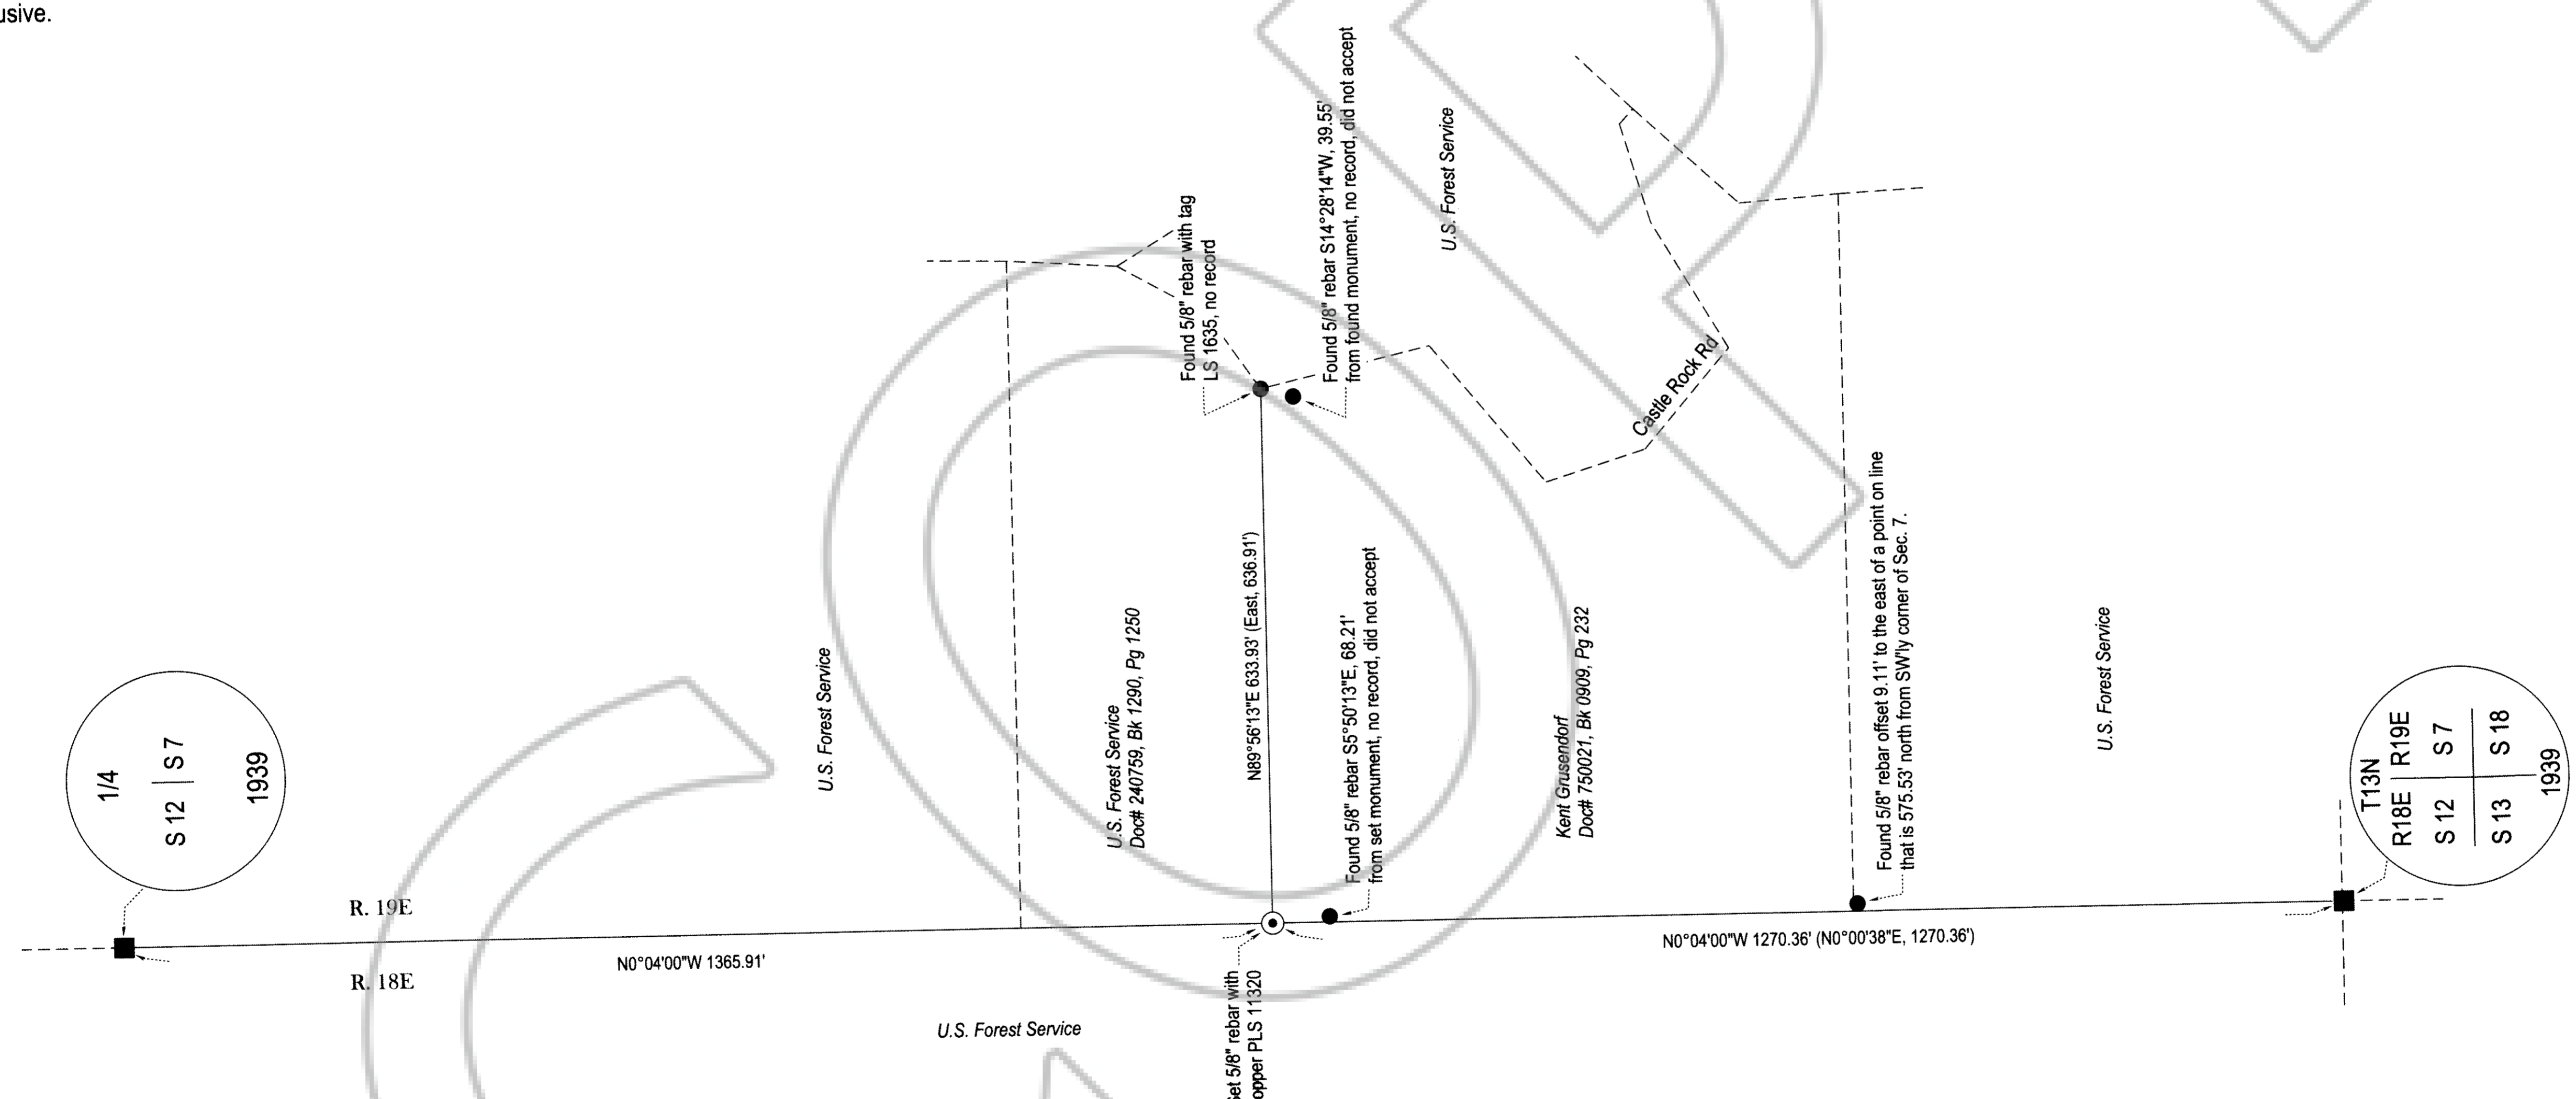 usive.
1/4
S 12 | S 7
1939
R. 19E
R. 18E
N0°04'00"W 1365.91'
U.S. Forest Service
U.S. Forest Service
U.S. Forest Service
Doc# 240759, Bk 1290, Pg 1250
Found 5/8" rebar with tag
LS 1635, no record
Found 5/8" rebar S14°28'14"W, 39.55'
from found monument, no record, did not accept
N89°56'13"E 633.93' (East, 636.91')
Found 5/8" rebar S5°50'13"E, 68.21'
from set monument, no record, did not accept
Set 5/8" rebar with
opper PLS 11320
U.S. Forest Service
Castle Rock Rd
Kent Grusendorf
Doc# 750021, Bk 0909, Pg 232
Found 5/8" rebar offset 9.11' to the east of a point on line
that is 575.53' north from SW'ly corner of Sec. 7.
N0°04'00"W 1270.36' (N0°00'38"E, 1270.36')
U.S. Forest Service
T13N
R18E R19E
S 12 S 7
S 13 S 18
1939